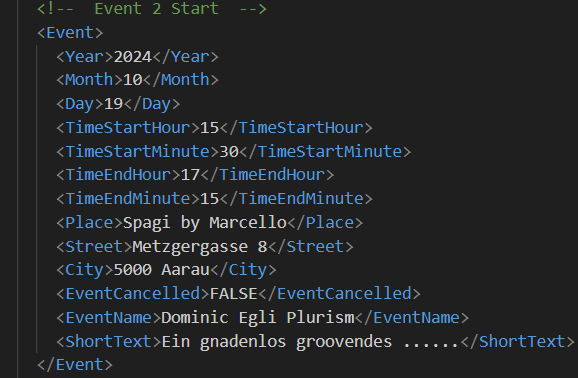 <!--  Event 2 Start  -->
<Event>
<Year>2024</Year>
<Month>10</Month>
<Day>19</Day>
<TimeStartHour>15</TimeStartHour>
<TimeStartMinute>30</TimeStartMinute>
<TimeEndHour>17</TimeEndHour>
<TimeEndMinute>15</TimeEndMinute>
<Place>Spagi by Marcello</Place>
<Street>Metzgergasse 8</Street>
<City>5000 Aarau</City>
<EventCancelled>FALSE</EventCancelled>
<EventName>Dominic Egli Plurism</EventName>
<ShortText>Ein gnadenlos groovendes ......</ShortText>
</Event>